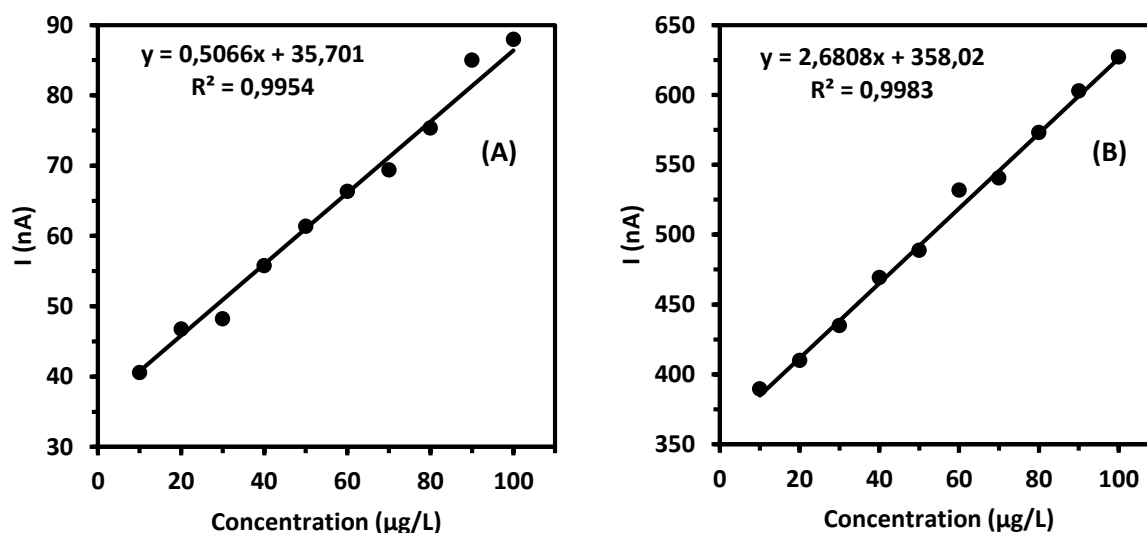 y = 0,5066x + 35,701
R² = 0,9954
(A)
I (nA)
90
80
70
60
50
40
30
0 20 40 60 80 100
Concentration (µg/L)
y = 2,6808x + 358,02
R² = 0,9983
(B)
I (nA)
650
600
550
500
450
400
350
0 20 40 60 80 100
Concentration (µg/L)